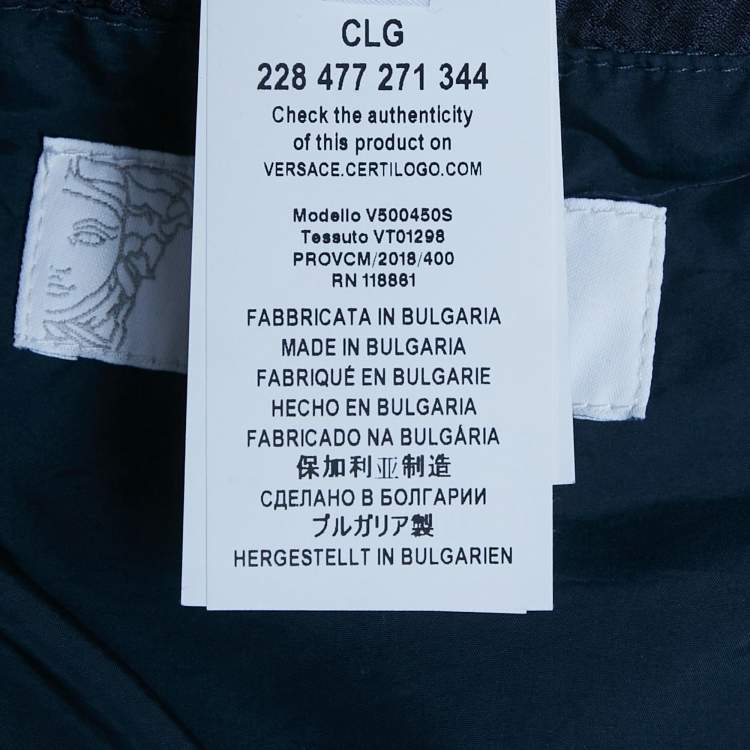 CLG
228 477 271 344
Check the authenticity
of this product on
VERSACE.CERTILOGO.COM
Modello V500450S
Tessuto VT01298
PROVCM/2018/400
RN 118881
FABBRICATA IN BULGARIA
MADE IN BULGARIA
FABRIQUÉ EN BULGARIE
HECHO EN BULGARIA
FABRICADO NA BULGÁRIA
保加利亚制造
СДЕЛАНО В БОЛГАРИИ
ブルガリア製
HERGESTELLT IN BULGARIEN